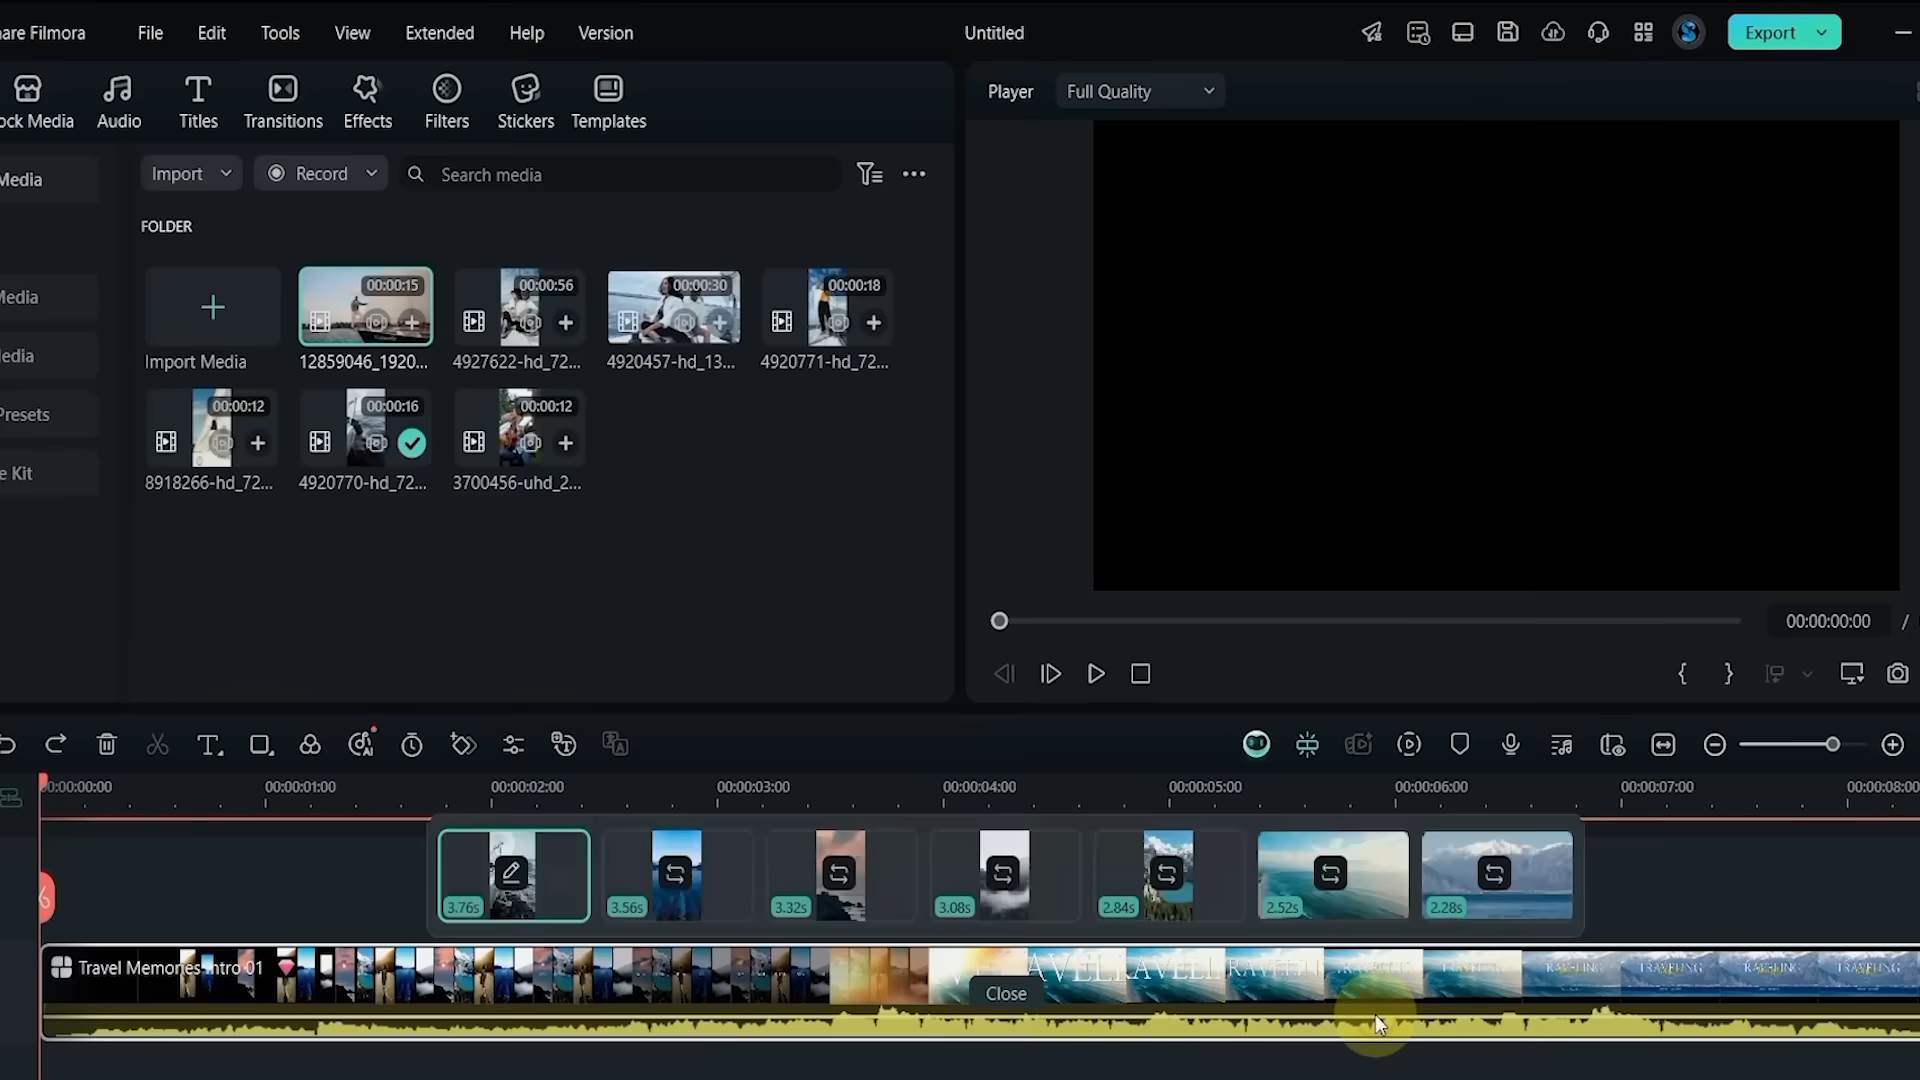 are Filmora
File
Edit
Tools
View
Extended
Help
Version
Untitled
Export
ock Media
Audio
Titles
Transitions
Effects
Filters
Stickers
Templates
Player
Full Quality
Media
Import
Record
Search media
FOLDER
Media
edia
Presets
e Kit
00:00:15
00:00:56
00:00:30
00:00:18
Import Media
12859046_1920...
4927622-hd_72...
4920457-hd_13...
4920771-hd_72...
00:00:12
00:00:16
00:00:12
8918266-hd_72...
4920770-hd_72...
3700456-uhd_2...
00:00:00:00
/
00:00:00:00
00:00:01:00
00:00:02:00
00:00:03:00
00:00:04:00
00:00:05:00
00:00:06:00
00:00:07:00
00:00:08:00
3.76s
3.56s
3.32s
3.08s
2.84s
2.52s
2.28s
Travel Memories Intro 01
Close